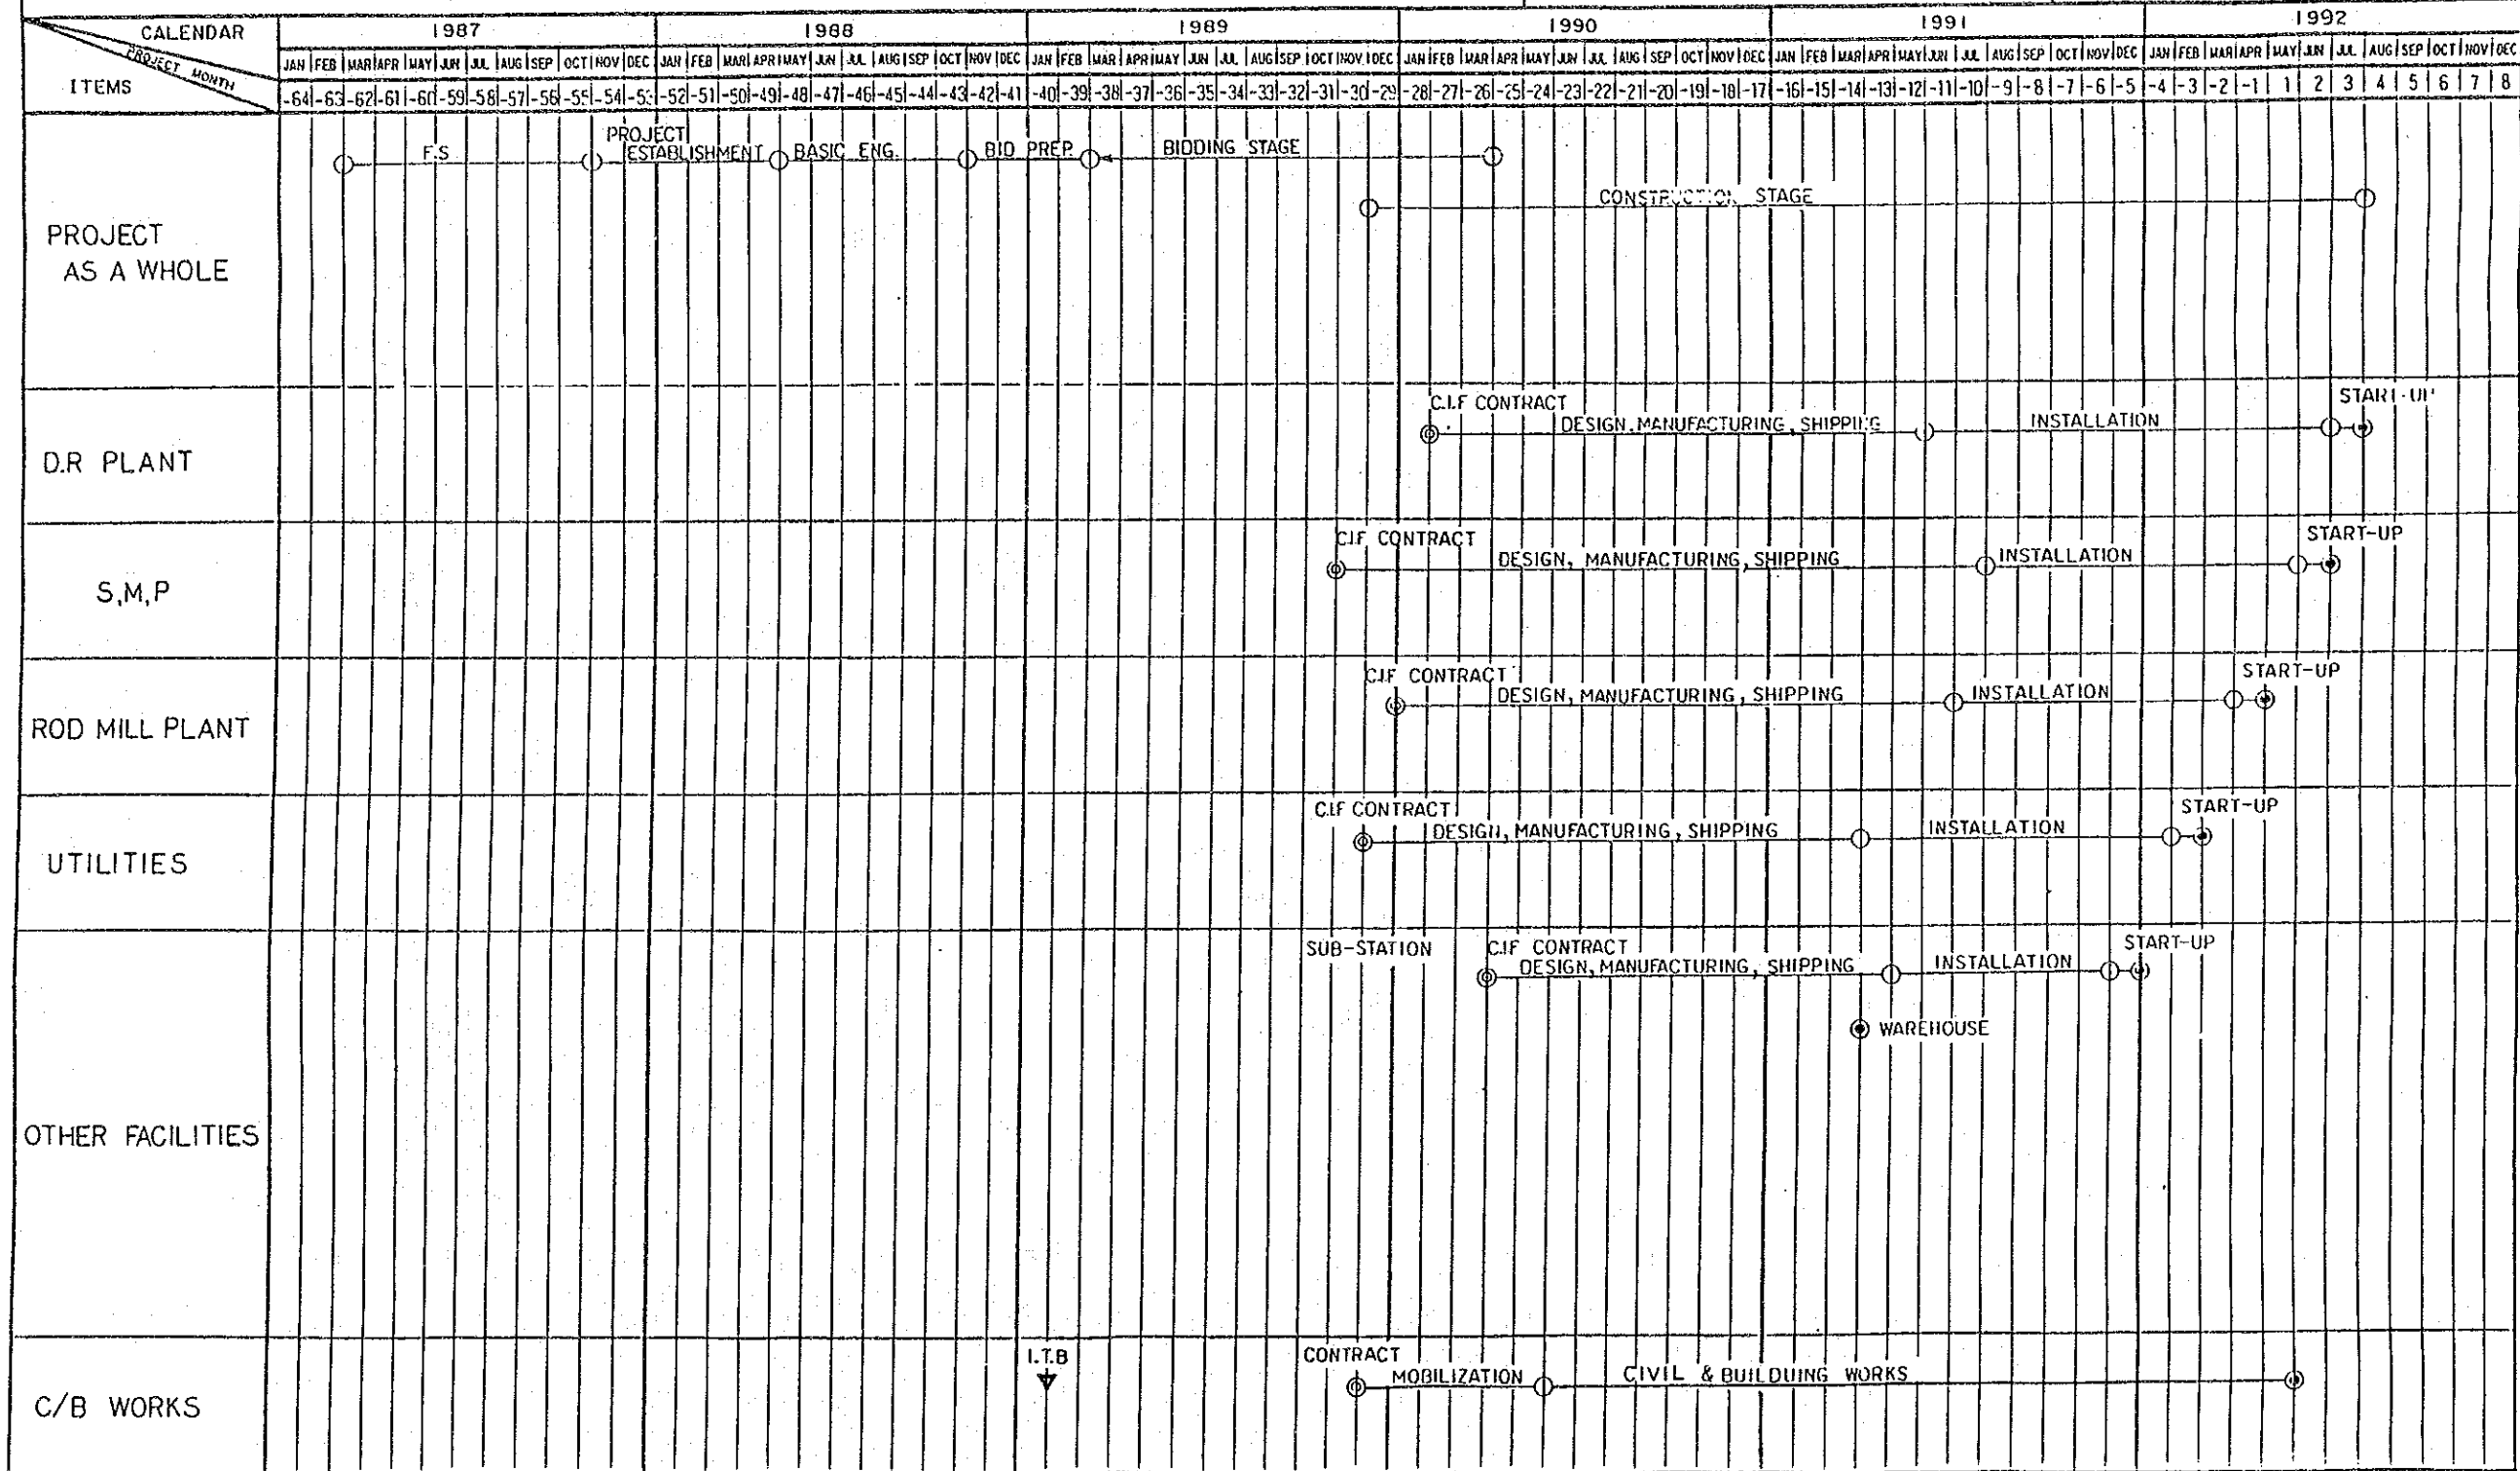 CALENDAR
PROJECT MONTH
ITEMS
1987 1988 1989 1990 1991 1992
JAN FEB MAR APR MAY JUN JUL AUG SEP OCT NOV DEC JAN FEB MAR APR MAY JUN JUL AUG SEP OCT NOV DEC JAN FEB MAR APR MAY JUN JUL AUG SEP OCT NOV DEC JAN FEB MAR APR MAY JUN JUL AUG SEP OCT NOV DEC JAN FEB MAR APR MAY JUN JUL AUG SEP OCT NOV DEC JAN FEB MAR APR MAY JUN JUL AUG SEP OCT NOV DEC
-64 -63 -62 -61 -60 -59 -58 -57 -56 -55 -54 -53 -52 -51 -50 -49 -48 -47 -46 -45 -44 -43 -42 -41 -40 -39 -38 -37 -36 -35 -34 -33 -32 -31 -30 -29 -28 -27 -26 -25 -24 -23 -22 -21 -20 -19 -18 -17 -16 -15 -14 -13 -12 -11 -10 -9 -8 -7 -6 -5 -4 -3 -2 -1 1 2 3 4 5 6 7 8
PROJECT
AS A WHOLE
F.S
PROJECT
ESTABLISHMENT
BASIC ENG.
BID PREP.
BIDDING STAGE
CONSTRUCTION STAGE
D.R PLANT
C.I.F CONTRACT
DESIGN, MANUFACTURING, SHIPPING
INSTALLATION
START-UP
S,M,P
C.I.F CONTRACT
DESIGN, MANUFACTURING, SHIPPING
INSTALLATION
START-UP
ROD MILL PLANT
C.I.F CONTRACT
DESIGN, MANUFACTURING, SHIPPING
INSTALLATION
START-UP
UTILITIES
C.I.F CONTRACT
DESIGN, MANUFACTURING, SHIPPING
INSTALLATION
START-UP
OTHER FACILITIES
SUB-STATION
C.I.F CONTRACT
DESIGN, MANUFACTURING, SHIPPING
INSTALLATION
START-UP
WAREHOUSE
C/B WORKS
I.T.B
CONTRACT
MOBILIZATION
CIVIL & BUILDUING WORKS